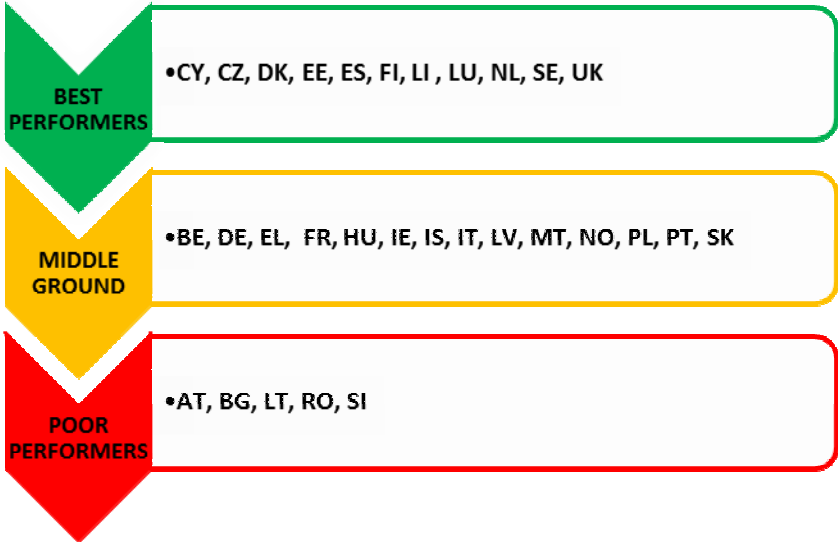 BEST
PERFORMERS
•CY, CZ, DK, EE, ES, FI, LI , LU, NL, SE, UK
MIDDLE
GROUND
•BE, DE, EL,  FR, HU, IE, IS, IT, LV, MT, NO, PL, PT, SK
POOR
PERFORMERS
•AT, BG, LT, RO, SI